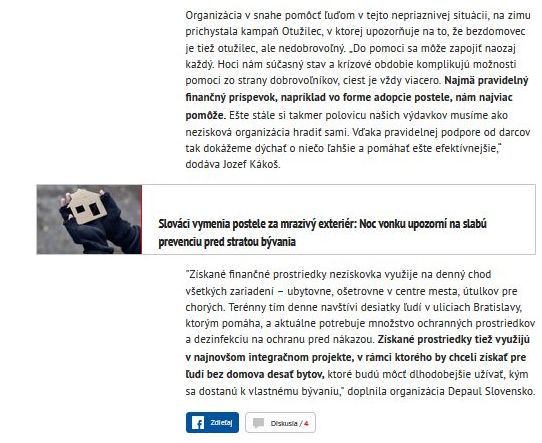 Organizácia v snahe pomôcť ľuďom v tejto nepriaznivej situácii, na zimu
prichystala kampaň Otužilec, v ktorej upozorňuje na to, že bezdomovec
je tiež otužilec, ale nedobrovoľný. „Do pomoci sa môže zapojiť naozaj
každý. Hoci nám súčasný stav a krízové obdobie komplikujú možnosti
pomoci zo strany dobrovoľníkov, ciest je vždy viacero. Najmä pravidelný
finančný príspevok, napríklad vo forme adopcie postele, nám najviac
pomôže. Ešte stále si takmer polovicu našich výdavkov musíme ako
nezisková organizácia hradiť sami. Vďaka pravidelnej podpore od darcov
tak dokážeme dýchať o niečo ľahšie a pomáhať ešte efektívnejšie,“
dodáva Jozef Kákoš.
Slováci vymenia postele za mrazivý exteriér: Noc vonku upozorní na slabú
prevenciu pred stratou bývania
"Získané finančné prostriedky neziskovka využije na denný chod
všetkých zariadení – ubytovne, ošetrovne v centre mesta, útulkov pre
chorých. Terénny tím denne navštívi desiatky ľudí v uliciach Bratislavy,
ktorým pomáha, a aktuálne potrebuje množstvo ochranných prostriedkov
a dezinfekciu na ochranu pred nákazou. Získané prostriedky tiež využijú
v najnovšom integračnom projekte, v rámci ktorého by chceli získať pre
ľudí bez domova desať bytov, ktoré budú môcť dlhodobejšie užívať, kým
sa dostanú k vlastnému bývaniu," doplnila organizácia Depaul Slovensko.
Zdieľaj Diskusia / 4